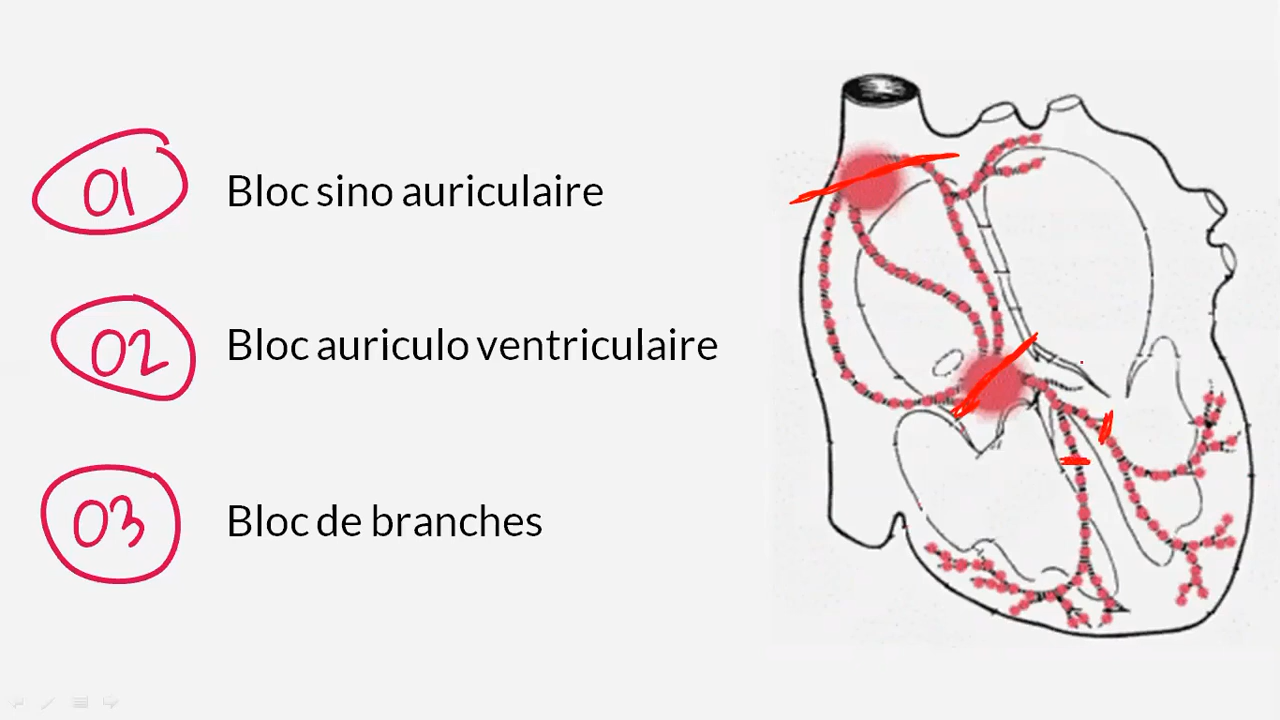 01 Bloc sino auriculaire
02 Bloc auriculo ventriculaire
03 Bloc de branches